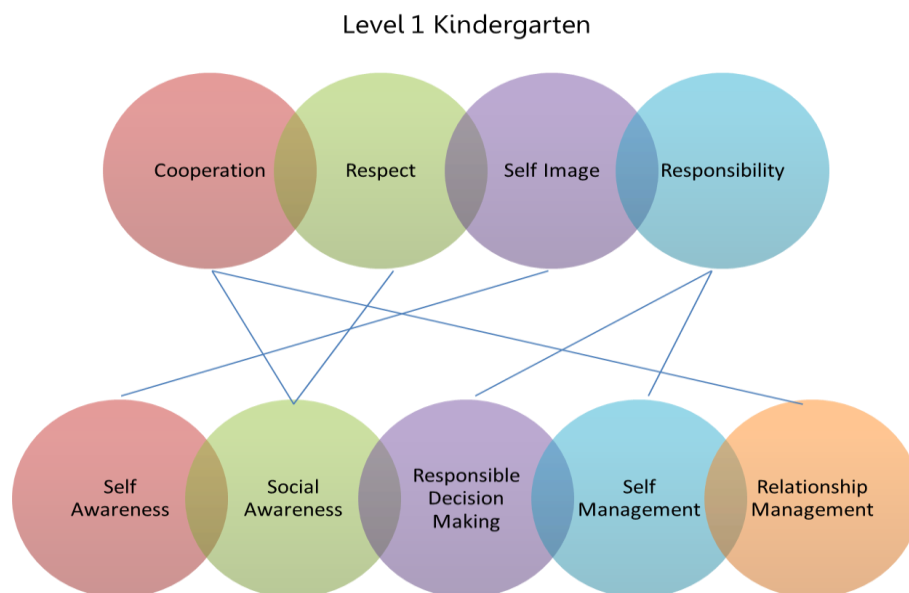 Level 1 Kindergarten
Cooperation
Respect
Self Image
Responsibility
Self
Awareness
Social
Awareness
Responsible
Decision
Making
Self
Management
Relationship
Management